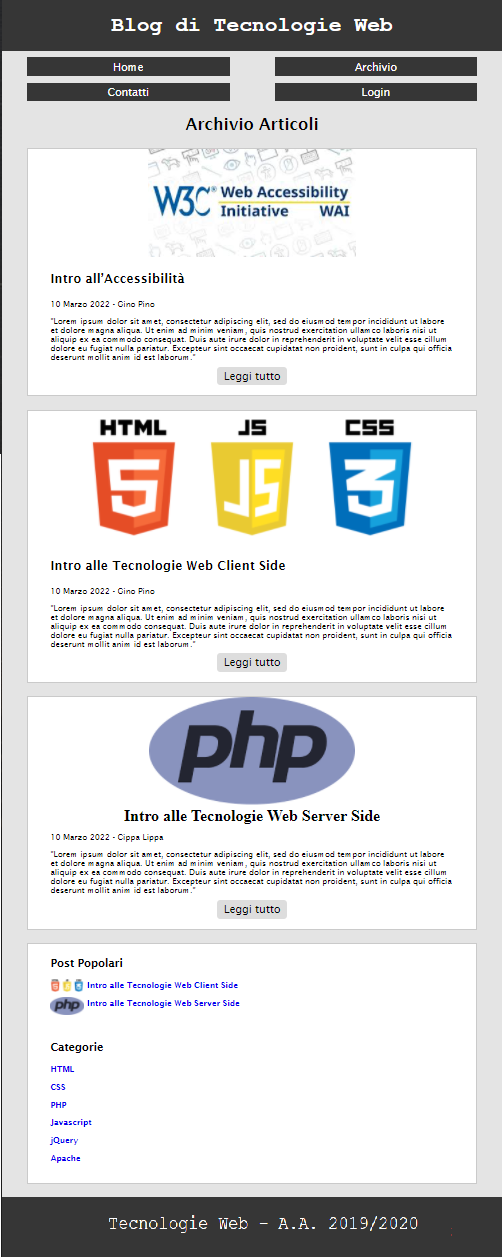 Blog di Tecnologie Web
Home
Archivio
Contatti
Login
Archivio Articoli
W3C® Web Accessibility
Initiative WAI
Intro all'Accessibilità
10 Marzo 2022 - Gino Pino
"Lorem ipsum dolor sit amet, consectetur adipiscing elit, sed do eiusmod tempor incididunt ut labore
et dolore magna aliqua. Ut enim ad minim veniam, quis nostrud exercitation ullamco laboris nisi ut
aliquip ex ea commodo consequat. Duis aute irure dolor in reprehenderit in voluptate velit esse cillum
dolore eu fugiat nulla pariatur. Excepteur sint occaecat cupidatat non proident, sunt in culpa qui officia
deserunt mollit anim id est laborum."
Leggi tutto
HTML JS CSS
5 JS 3
Intro alle Tecnologie Web Client Side
10 Marzo 2022 - Gino Pino
"Lorem ipsum dolor sit amet, consectetur adipiscing elit, sed do eiusmod tempor incididunt ut labore
et dolore magna aliqua. Ut enim ad minim veniam, quis nostrud exercitation ullamco laboris nisi ut
aliquip ex ea commodo consequat. Duis aute irure dolor in reprehenderit in voluptate velit esse cillum
dolore eu fugiat nulla pariatur. Excepteur sint occaecat cupidatat non proident, sunt in culpa qui officia
deserunt mollit anim id est laborum."
Leggi tutto
php
Intro alle Tecnologie Web Server Side
10 Marzo 2022 - Cippa Lippa
"Lorem ipsum dolor sit amet, consectetur adipiscing elit, sed do eiusmod tempor incididunt ut labore
et dolore magna aliqua. Ut enim ad minim veniam, quis nostrud exercitation ullamco laboris nisi ut
aliquip ex ea commodo consequat. Duis aute irure dolor in reprehenderit in voluptate velit esse cillum
dolore eu fugiat nulla pariatur. Excepteur sint occaecat cupidatat non proident, sunt in culpa qui officia
deserunt mollit anim id est laborum."
Leggi tutto
Post Popolari
Intro alle Tecnologie Web Client Side
php Intro alle Tecnologie Web Server Side
Categorie
HTML
CSS
PHP
Javascript
jQuery
Apache
Tecnologie Web - A.A. 2019/2020